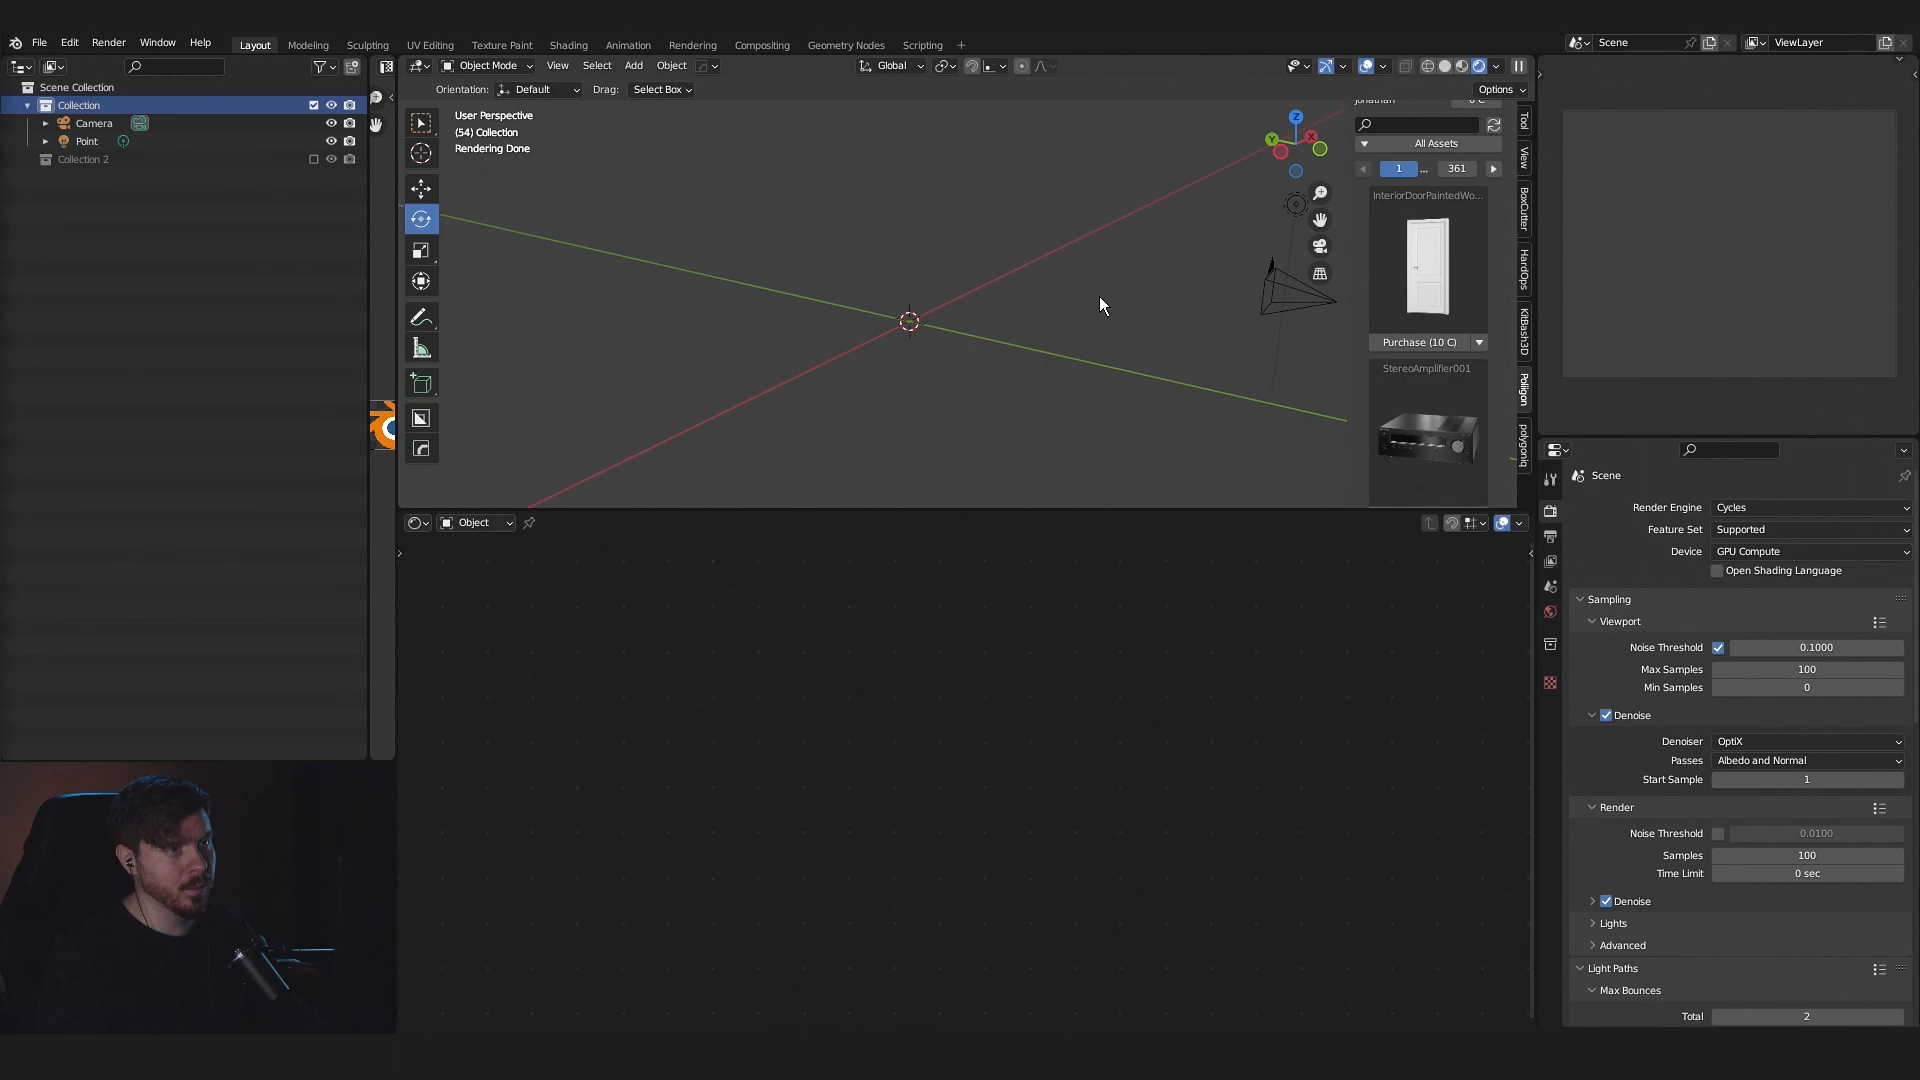 File Edit Render Window Help
Layout Modeling Sculpting UV Editing Texture Paint Shading Animation Rendering Compositing Geometry Nodes Scripting +
Scene
ViewLayer
Scene Collection
Collection
Camera
Point
Collection 2
Object Mode View Select Add Object Global
Orientation: Default Drag: Select Box Options
User Perspective
(54) Collection
Rendering Done
Z
Y
X
All Assets
1 ... 361
InteriorDoorPaintedWo...
Purchase (10 C)
StereoAmplifier001
Tool
View
BoxCutter
HardOps
KitBash3D
Poliigon
polygoniq
Object
Scene
Render Engine Cycles
Feature Set Supported
Device GPU Compute
Open Shading Language
Sampling
Viewport
Noise Threshold 0.1000
Max Samples 100
Min Samples 0
Denoise
Denoiser OptiX
Passes Albedo and Normal
Start Sample 1
Render
Noise Threshold 0.0100
Samples 100
Time Limit 0 sec
Denoise
Lights
Advanced
Light Paths
Max Bounces
Total 2